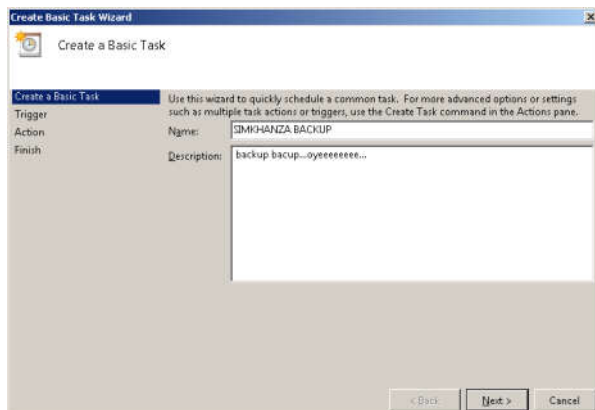 Create Basic Task Wizard
Create a Basic Task
Create a Basic Task
Trigger
Action
Finish
Use this wizard to quickly schedule a common task. For more advanced options or settings
such as multiple task actions or triggers, use the Create Task command in the Actions pane.
Name: SIMKHANZA BACKUP
Description: backup bacup...oyeeeeeeee...
< Back Next > Cancel